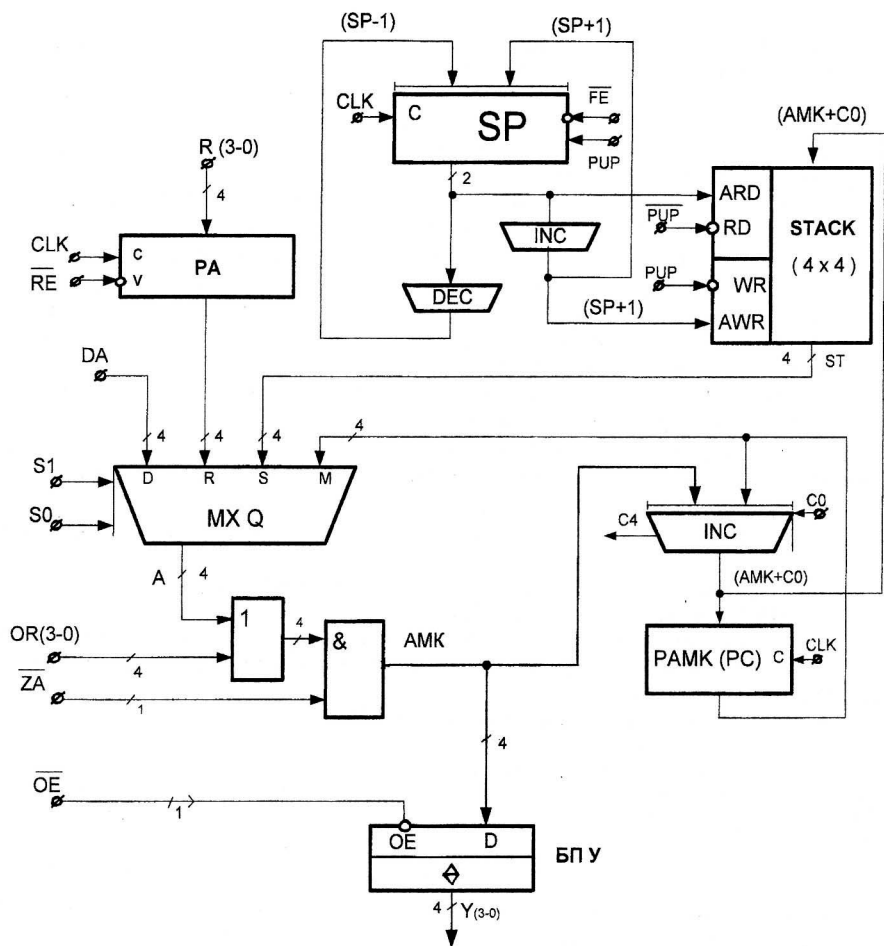 (SP-1)
(SP+1)
CLK
C
SP
FE
PUP
2
(AMK+C0)
R (3-0)
4
CLK
C
RE
V
PA
INC
DEC
(SP+1)
PUP
PUP
ARD
RD
WR
AWR
STACK
( 4 x 4 )
4
ST
DA
4
4
4
4
S1
S0
D
R
S
M
MX Q
C4
INC
C0
A
4
(AMK+C0)
OR(3-0)
4
1
4
&
АМК
ZA
1
PAMK (PC)
C
CLK
4
OE
1
OE
D
БП У
4
Y(3-0)